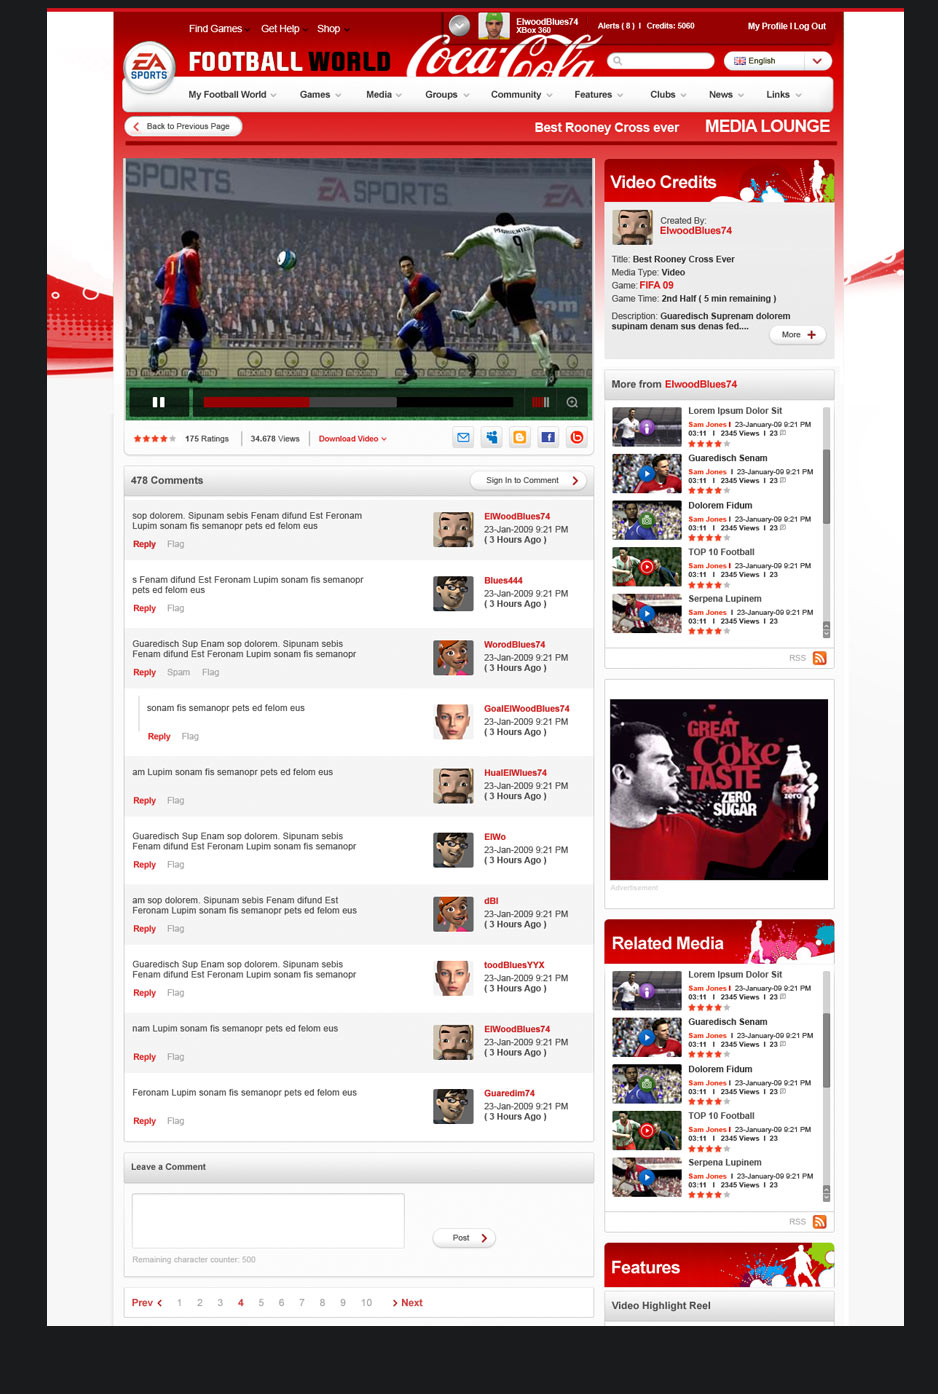 Find Games
Get Help
Shop
ElwoodBlues74
XBox 360
Alerts ( 8 ) I Credits: 5060
My Profile I Log Out
EA SPORTS
FOOTBALL WORLD
Coca-Cola
English
My Football World
Games
Media
Groups
Community
Features
Clubs
News
Links
Back to Previous Page
Best Rooney Cross ever
MEDIA LOUNGE
SPORTS
EA SPORTS
EA
MORIENTES
9
10
.com
maxima maxima maxima maxima
175 Ratings
34.678 Views
Download Video
478 Comments
Sign In to Comment
sop dolorem. Sipunam sebis Fenam difund Est Feronam
Lupim sonam fis semanopr pets ed felom eus
Reply Flag
ElWoodBlues74
23-Jan-2009 9:21 PM
( 3 Hours Ago )
s Fenam difund Est Feronam Lupim sonam fis semanopr
pets ed felom eus
Reply Flag
Blues444
23-Jan-2009 9:21 PM
( 3 Hours Ago )
Guaredisch Sup Enam sop dolorem. Sipunam sebis
Fenam difund Est Feronam Lupim sonam fis semanopr
Reply Spam Flag
WorodBlues74
23-Jan-2009 9:21 PM
( 3 Hours Ago )
sonam fis semanopr pets ed felom eus
Reply Flag
GoalElWoodBlues74
23-Jan-2009 9:21 PM
( 3 Hours Ago )
am Lupim sonam fis semanopr pets ed felom eus
Reply Flag
HualElWlues74
23-Jan-2009 9:21 PM
( 3 Hours Ago )
Guaredisch Sup Enam sop dolorem. Sipunam sebis
Fenam difund Est Feronam Lupim sonam fis semanopr
Reply Flag
ElWo
23-Jan-2009 9:21 PM
( 3 Hours Ago )
am sop dolorem. Sipunam sebis Fenam difund Est
Feronam Lupim sonam fis semanopr pets ed felom eus
Reply Flag
dBl
23-Jan-2009 9:21 PM
( 3 Hours Ago )
Guaredisch Sup Enam sop dolorem. Sipunam sebis
Fenam difund Est Feronam Lupim sonam fis semanopr
Reply Flag
toodBluesYYX
23-Jan-2009 9:21 PM
( 3 Hours Ago )
nam Lupim sonam fis semanopr pets ed felom eus
Reply Flag
ElWoodBlues74
23-Jan-2009 9:21 PM
( 3 Hours Ago )
Feronam Lupim sonam fis semanopr pets ed felom eus
Reply Flag
Guaredim74
23-Jan-2009 9:21 PM
( 3 Hours Ago )
Leave a Comment
Post
Remaining character counter: 500
Prev 1 2 3 4 5 6 7 8 9 10 Next
Video Credits
Created By:
ElwoodBlues74
Title: Best Rooney Cross Ever
Media Type: Video
Game: FIFA 09
Game Time: 2nd Half ( 5 min remaining )
Description: Guaredisch Suprenam dolorem
supinam denam sus denas fed....
More
More from ElwoodBlues74
Lorem Ipsum Dolor Sit
Sam Jones I 23-January-09 9:21 PM
03:11 I 2345 Views I 23
Guaredisch Senam
Sam Jones I 23-January-09 9:21 PM
03:11 I 2345 Views I 23
Dolorem Fidum
Sam Jones I 23-January-09 9:21 PM
03:11 I 2345 Views I 23
TOP 10 Football
Sam Jones I 23-January-09 9:21 PM
03:11 I 2345 Views I 23
Serpena Lupinem
Sam Jones I 23-January-09 9:21 PM
03:11 I 2345 Views I 23
RSS
GREAT
Coke
TASTE
ZERO
SUGAR
zero
Advertisement
Related Media
Lorem Ipsum Dolor Sit
Sam Jones I 23-January-09 9:21 PM
03:11 I 2345 Views I 23
Guaredisch Senam
Sam Jones I 23-January-09 9:21 PM
03:11 I 2345 Views I 23
Dolorem Fidum
Sam Jones I 23-January-09 9:21 PM
03:11 I 2345 Views I 23
TOP 10 Football
Sam Jones I 23-January-09 9:21 PM
03:11 I 2345 Views I 23
Serpena Lupinem
Sam Jones I 23-January-09 9:21 PM
03:11 I 2345 Views I 23
RSS
Features
Video Highlight Reel